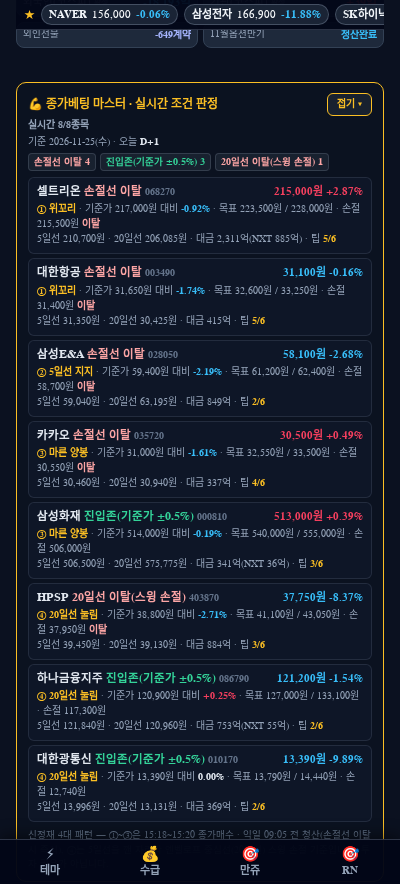 ★ NAVER 156,000 -0.06% 삼성전자 166,900 -11.88% SK하이닉
외인선물 -649계약 11월옵션만기 청산완료
💪 종가베팅 마스터 · 실시간 조건 판정 접기 ▾
실시간 8/8종목
기준 2026-11-25(수) · 오늘 D+1
손절선 이탈 4 진입존(기준가 ±0.5%) 3 20일선 이탈(스윙 손절) 1
셀트리온 손절선 이탈 068270 215,000원 +2.87%
① 위꼬리 · 기준가 217,000원 대비 -0.92% · 목표 223,500원 / 228,000원 · 손절
215,500원 이탈
5일선 210,700원 · 20일선 206,085원 · 대금 2,311억(NXT 885억) · 팁 5/6
대한항공 손절선 이탈 003490 31,100원 -0.16%
① 위꼬리 · 기준가 31,650원 대비 -1.74% · 목표 32,600원 / 33,250원 · 손절
31,400원 이탈
5일선 31,350원 · 20일선 30,425원 · 대금 415억 · 팁 5/6
삼성E&A 손절선 이탈 028050 58,100원 -2.68%
② 5일선 지지 · 기준가 59,400원 대비 -2.19% · 목표 61,200원 / 62,400원 · 손절
58,700원 이탈
5일선 59,040원 · 20일선 63,195원 · 대금 849억 · 팁 2/6
카카오 손절선 이탈 035720 30,500원 +0.49%
③ 마른 양봉 · 기준가 31,000원 대비 -1.61% · 목표 32,550원 / 33,500원 · 손절
30,550원 이탈
5일선 30,460원 · 20일선 30,940원 · 대금 337억 · 팁 4/6
삼성화재 진입존(기준가 ±0.5%) 000810 513,000원 +0.39%
③ 마른 양봉 · 기준가 514,000원 대비 -0.19% · 목표 540,000원 / 555,000원 · 손
절 506,000원
5일선 506,500원 · 20일선 575,775원 · 대금 341억(NXT 36억) · 팁 3/6
HPSP 20일선 이탈(스윙 손절) 403870 37,750원 -8.37%
④ 20일선 눌림 · 기준가 38,800원 대비 -2.71% · 목표 41,100원 / 43,050원 · 손
절 37,950원 이탈
5일선 39,450원 · 20일선 39,130원 · 대금 884억 · 팁 3/6
하나금융지주 진입존(기준가 ±0.5%) 086790 121,200원 -1.54%
④ 20일선 눌림 · 기준가 120,900원 대비 +0.25% · 목표 127,000원 / 133,100원
· 손절 117,300원
5일선 121,840원 · 20일선 120,960원 · 대금 753억(NXT 55억) · 팁 2/6
대한광통신 진입존(기준가 ±0.5%) 010170 13,390원 -9.89%
④ 20일선 눌림 · 기준가 13,390원 대비 0.00% · 목표 13,790원 / 14,440원 · 손
절 12,740원
5일선 13,996원 · 20일선 13,131원 · 대금 369억 · 팁 2/6
신정재 4대 패턴 — ①~③은 15:18~15:20 종가매수 · 익일 09:05 전 청산(손절선 이탈
테마 수급 만쥬 RN